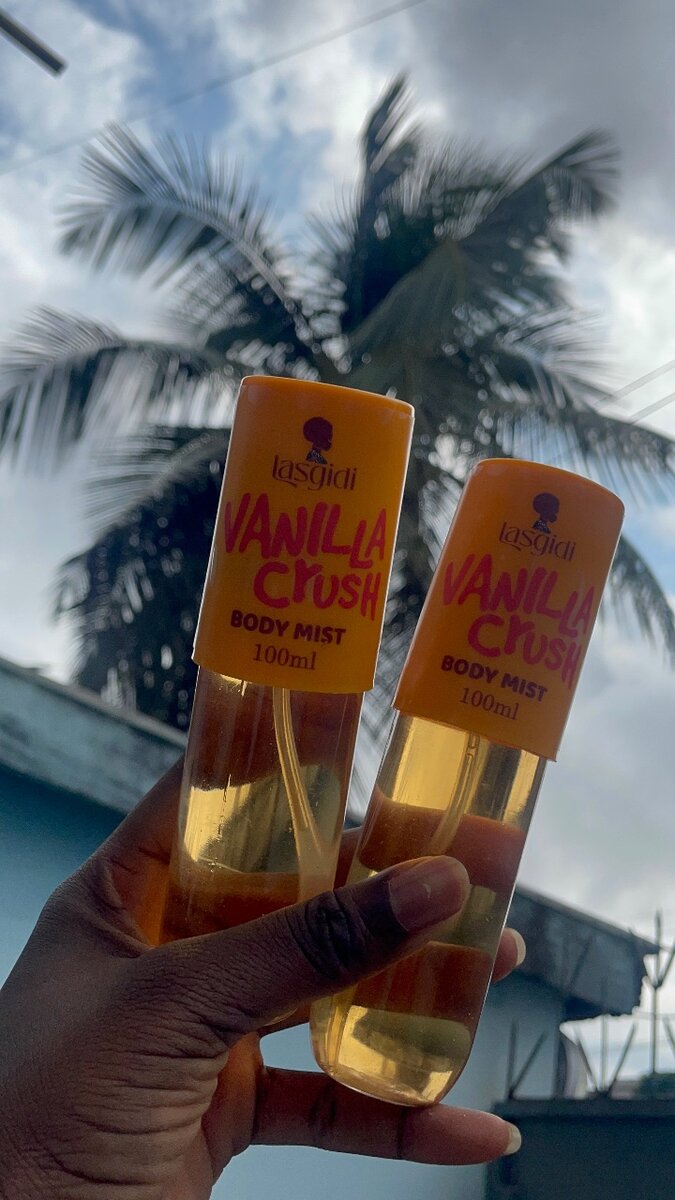 Lasgidi
VANILLA
CrUSH
BODY MIST
100ml
Lasgidi
VANILLA
CrUSH
BODY MIST
100ml